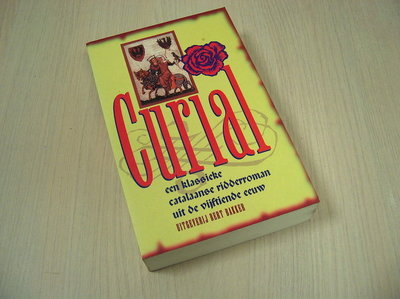 Curial
een klassieke
catalaanse ridderroman
uit de vijftiende eeuw
UITGEVERIJ BERT BAKKER